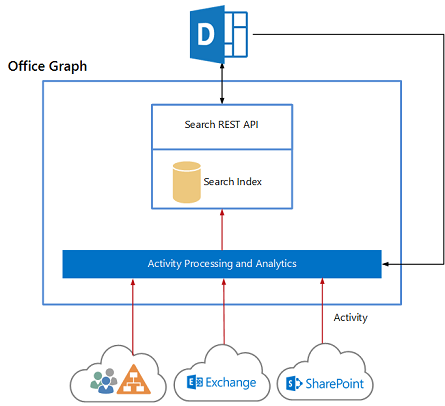 D
Office Graph
Search REST API
Search Index
Activity Processing and Analytics
Activity
E Exchange
S SharePoint